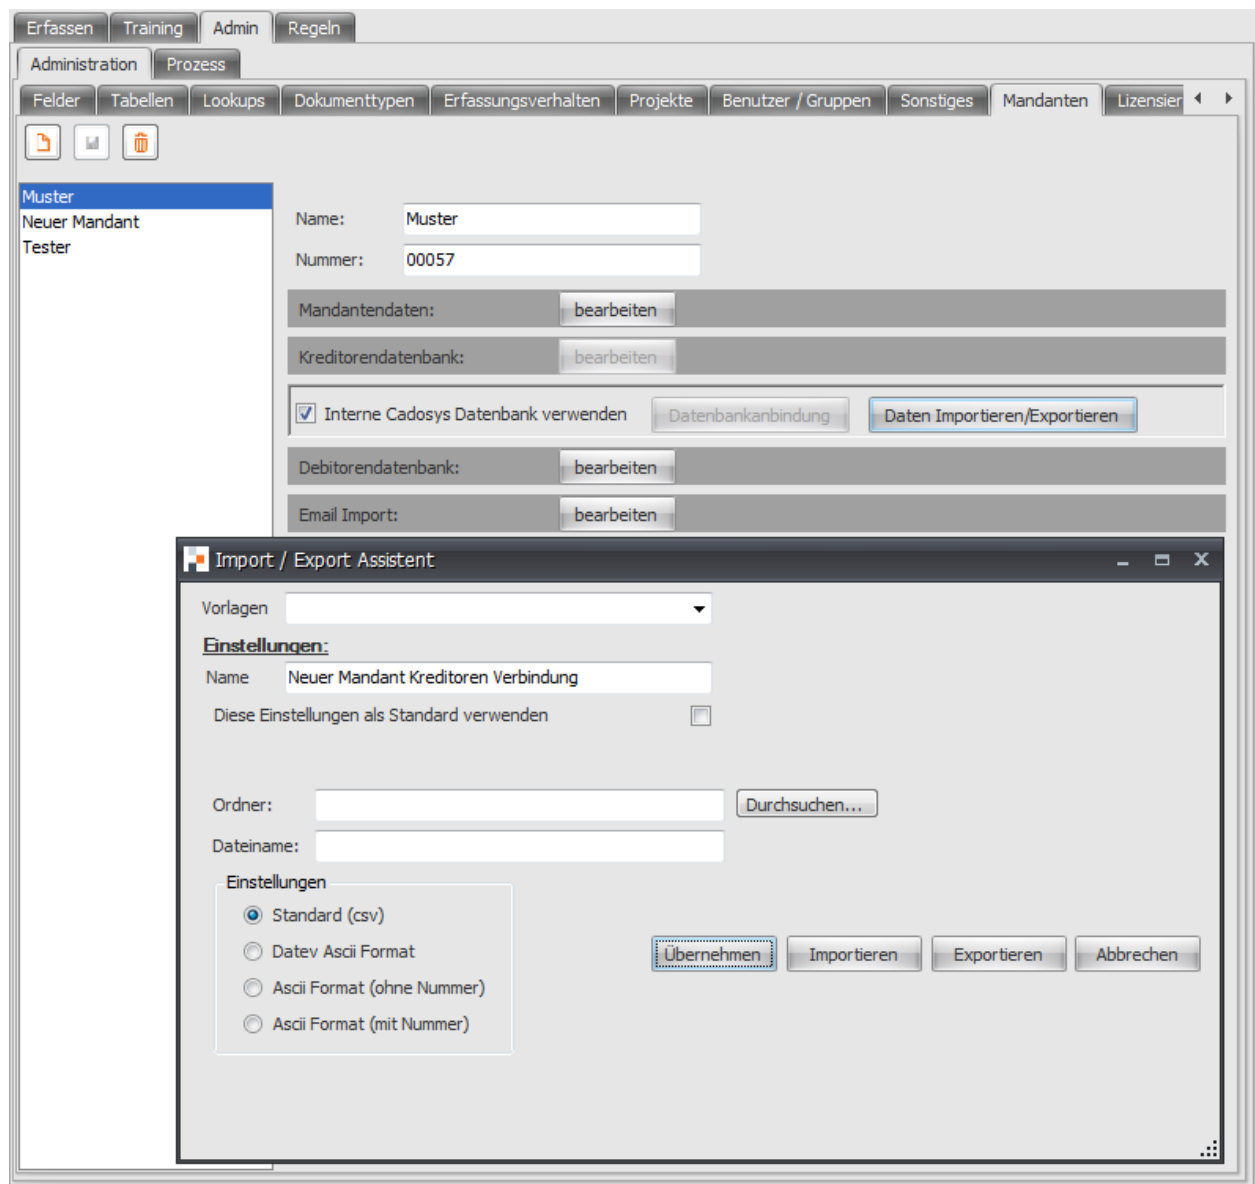 Erfassen Training Admin Regeln
Administration Prozess
Felder Tabellen Lookups Dokumenttypen Erfassungsverhalten Projekte Benutzer / Gruppen Sonstiges Mandanten Lizensier
Muster
Neuer Mandant
Tester
Name: Muster
Nummer: 00057
Mandantendaten: bearbeiten
Kreditorendatenbank: bearbeiten
Interne Cadosys Datenbank verwenden Datenbankanbindung Daten Importieren/Exportieren
Debitorendatenbank: bearbeiten
Email Import: bearbeiten
Import / Export Assistent
Vorlagen
Einstellungen:
Name Neuer Mandant Kreditoren Verbindung
Diese Einstellungen als Standard verwenden
Ordner: Durchsuchen...
Dateiname:
Einstellungen
Standard (csv)
Datev Ascii Format
Ascii Format (ohne Nummer)
Ascii Format (mit Nummer)
Übernehmen Importieren Exportieren Abbrechen